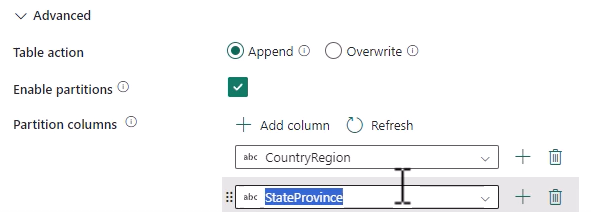 Advanced
Table action Append Overwrite
Enable partitions
Partition columns Add column Refresh
abc CountryRegion
abc StateProvince